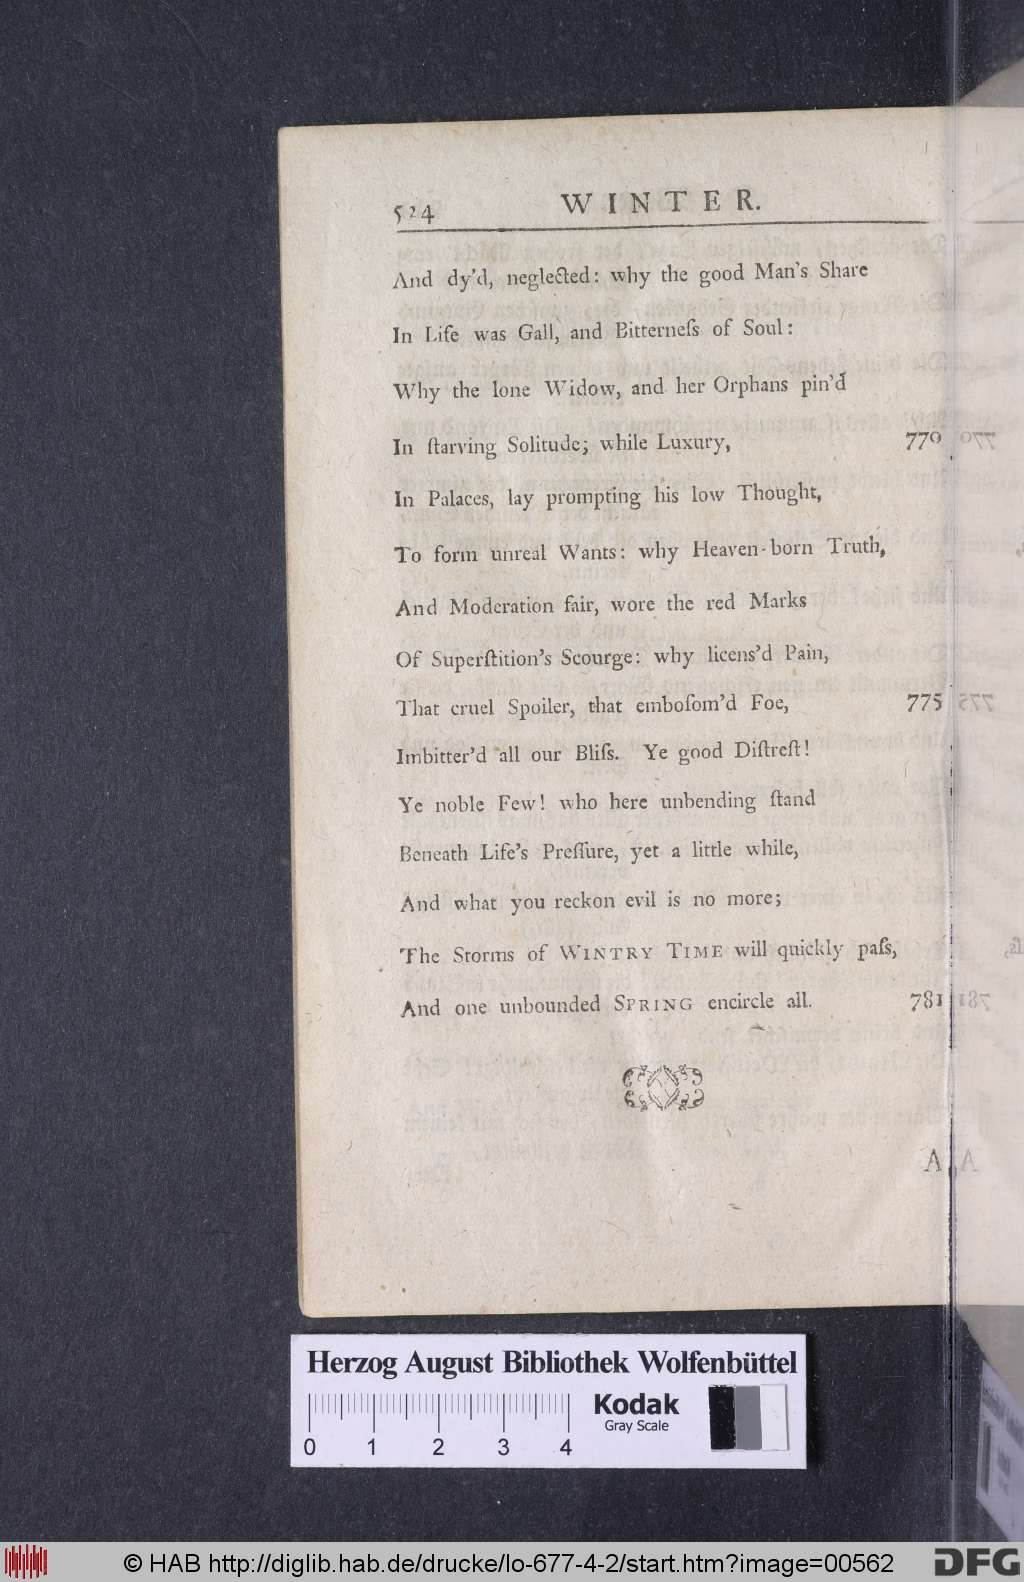 524 WINTER.
And dy'd, neglected: why the good Man's Share
In Life was Gall, and Bitterneſs of Soul:
Why the lone Widow, and her Orphans pin'd
In ſtarving Solitude; while Luxury, 770
In Palaces, lay prompting his low Thought,
To form unreal Wants: why Heaven-born Truth,
And Moderation fair, wore the red Marks
Of Superſtition's Scourge: why licens'd Pain,
That cruel Spoiler, that emboſom'd Foe, 775
Imbitter'd all our Bliſs. Ye good Diſtreſt!
Ye noble Few! who here unbending ſtand
Beneath Life's Preſſure, yet a little while,
And what you reckon evil is no more;
The Storms of WINTRY TIME will quickly paſs,
And one unbounded SPRING encircle all. 781
A
Herzog August Bibliothek Wolfenbüttel
Kodak
Gray Scale
0 1 2 3 4
© HAB http://diglib.hab.de/drucke/lo-677-4-2/start.htm?image=00562
DFG